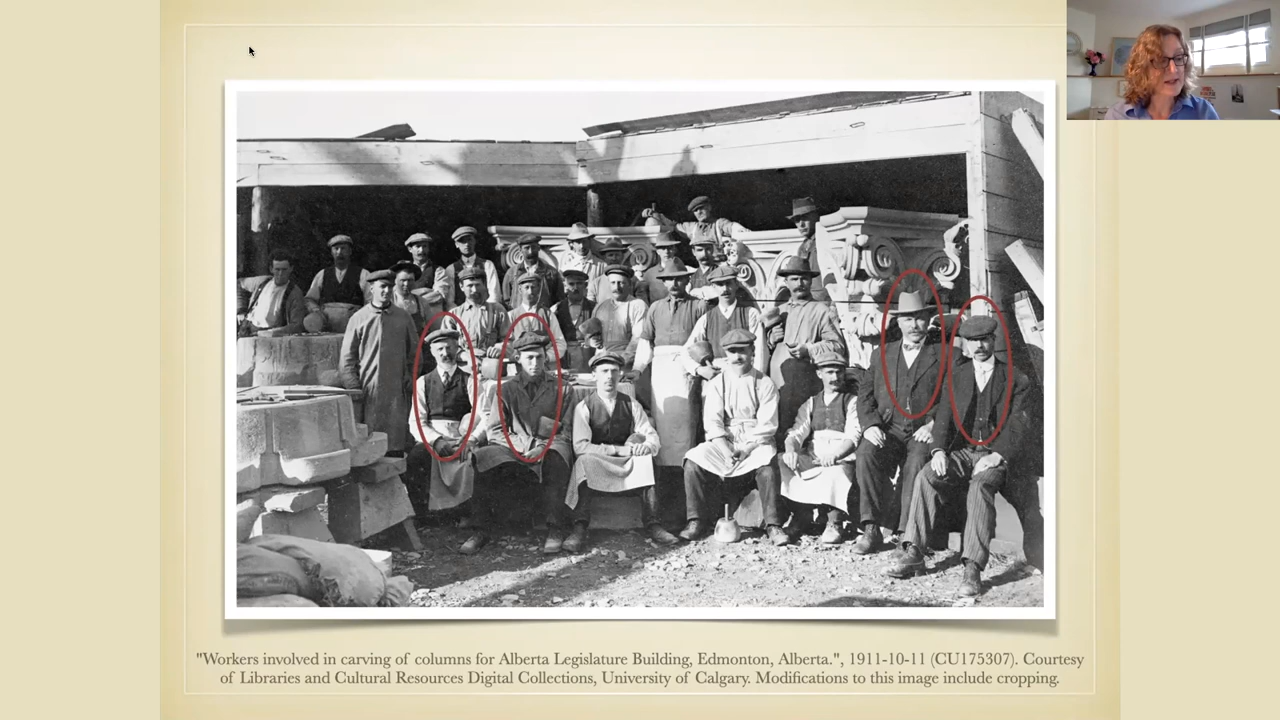 "Workers involved in carving of columns for Alberta Legislature Building, Edmonton, Alberta.", 1911-10-11 (CU175307). Courtesy
of Libraries and Cultural Resources Digital Collections, University of Calgary. Modifications to this image include cropping.